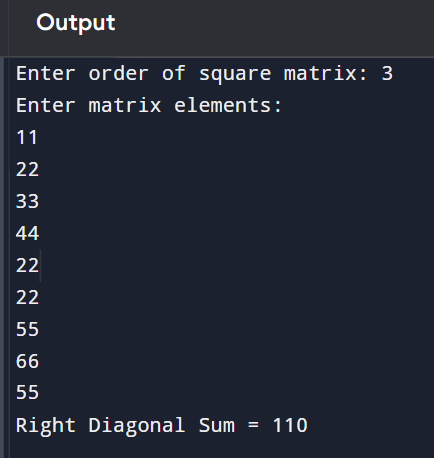 Output
Enter order of square matrix: 3
Enter matrix elements:
11
22
33
44
22
22
55
66
55
Right Diagonal Sum = 110